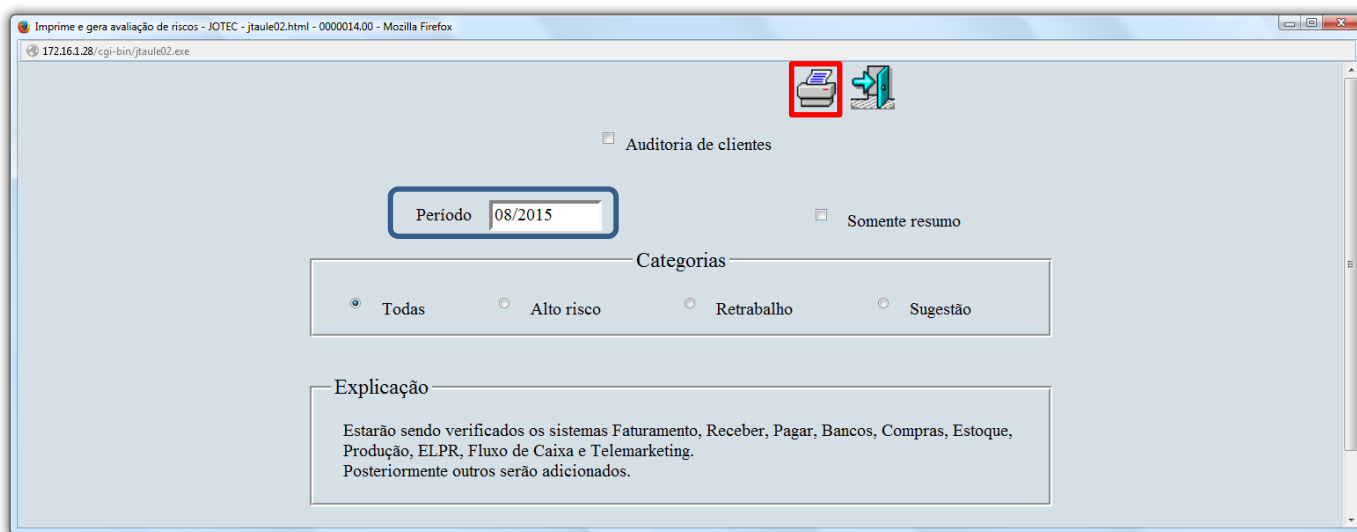 Imprime e gera avaliação de riscos - JOTEC - jtaule02.html - 0000014.00 - Mozilla Firefox
172.16.1.28/cgi-bin/jtaule02.exe
Auditoria de clientes
Período 08/2015 Somente resumo
Categorias
Todas Alto risco Retrabalho Sugestão
Explicação
Estarão sendo verificados os sistemas Faturamento, Receber, Pagar, Bancos, Compras, Estoque,
Produção, ELPR, Fluxo de Caixa e Telemarketing.
Posteriormente outros serão adicionados.